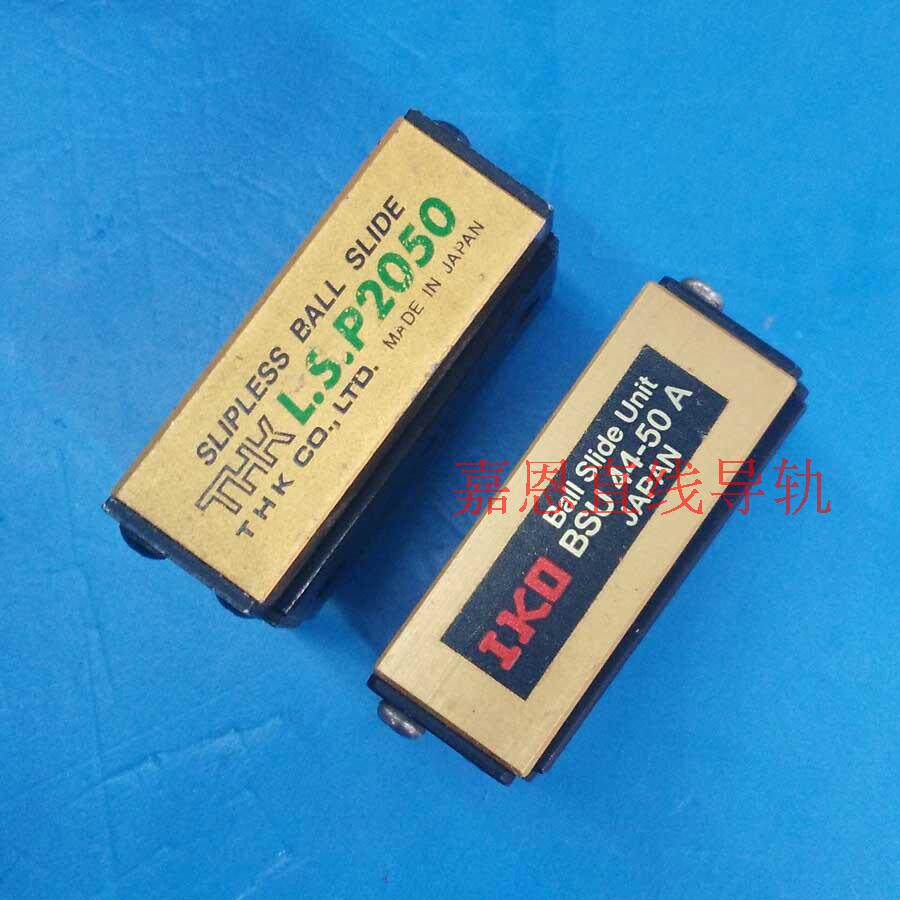 SLIPLESS BALL SLIDE
THK L.S.P2050
THK CO., LTD. MADE IN JAPAN
嘉恩直线导轨
Ball Slide Unit
IKO
JAPAN